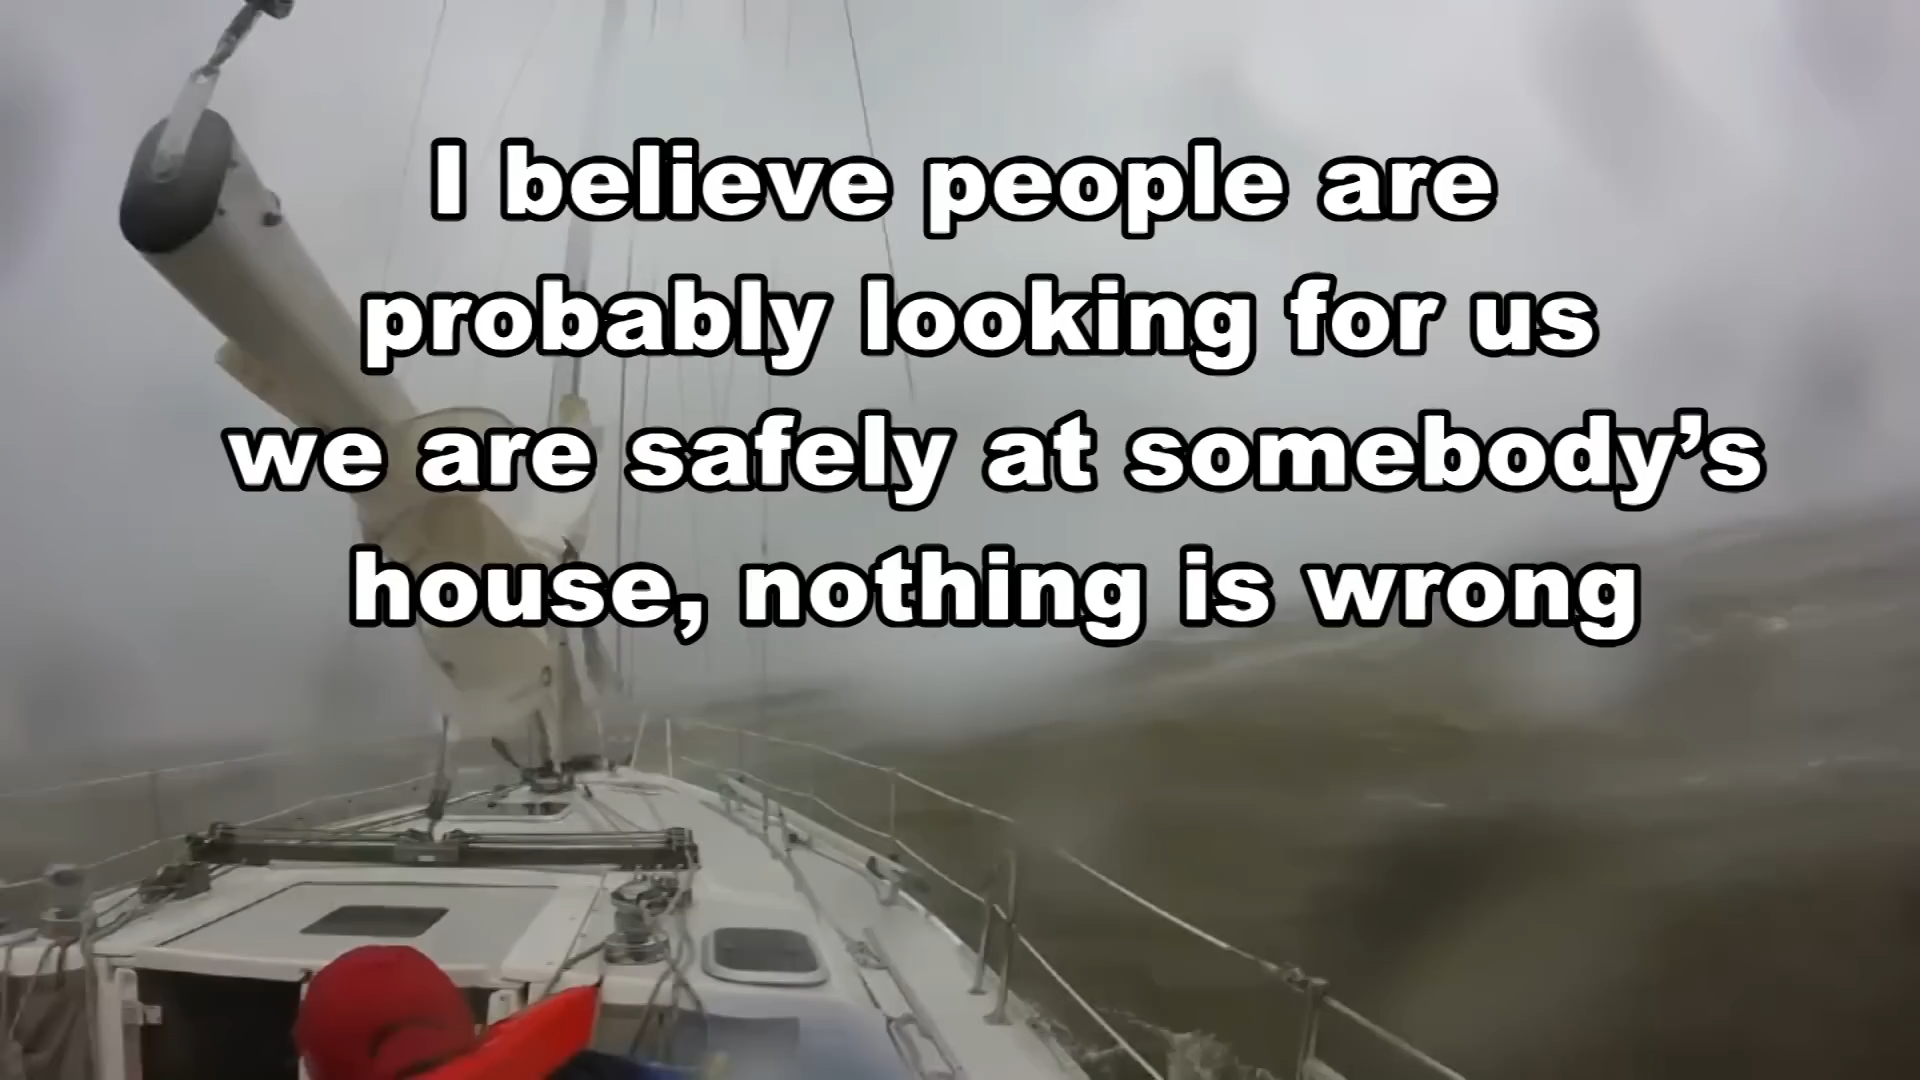 I believe people are
probably looking for us
we are safely at somebody’s
house, nothing is wrong